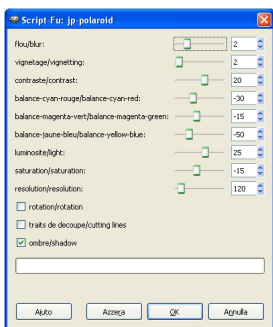 Script-Fu: jp-polaroid
flou/blur: 2
vignetage/vignetting: 2
contraste/contrast: 20
balance-cyan-rouge/balance-cyan-red: -30
balance-magenta-vert/balance-magenta-green: -15
balance-jaune-bleu/balance-yellow-blue: -50
luminosite/light: 25
saturation/saturation: -15
resolution/resolution: 120
rotation/rotation
traits de decoupe/cutting lines
ombre/shadow
Aiuto Azzera OK Annulla